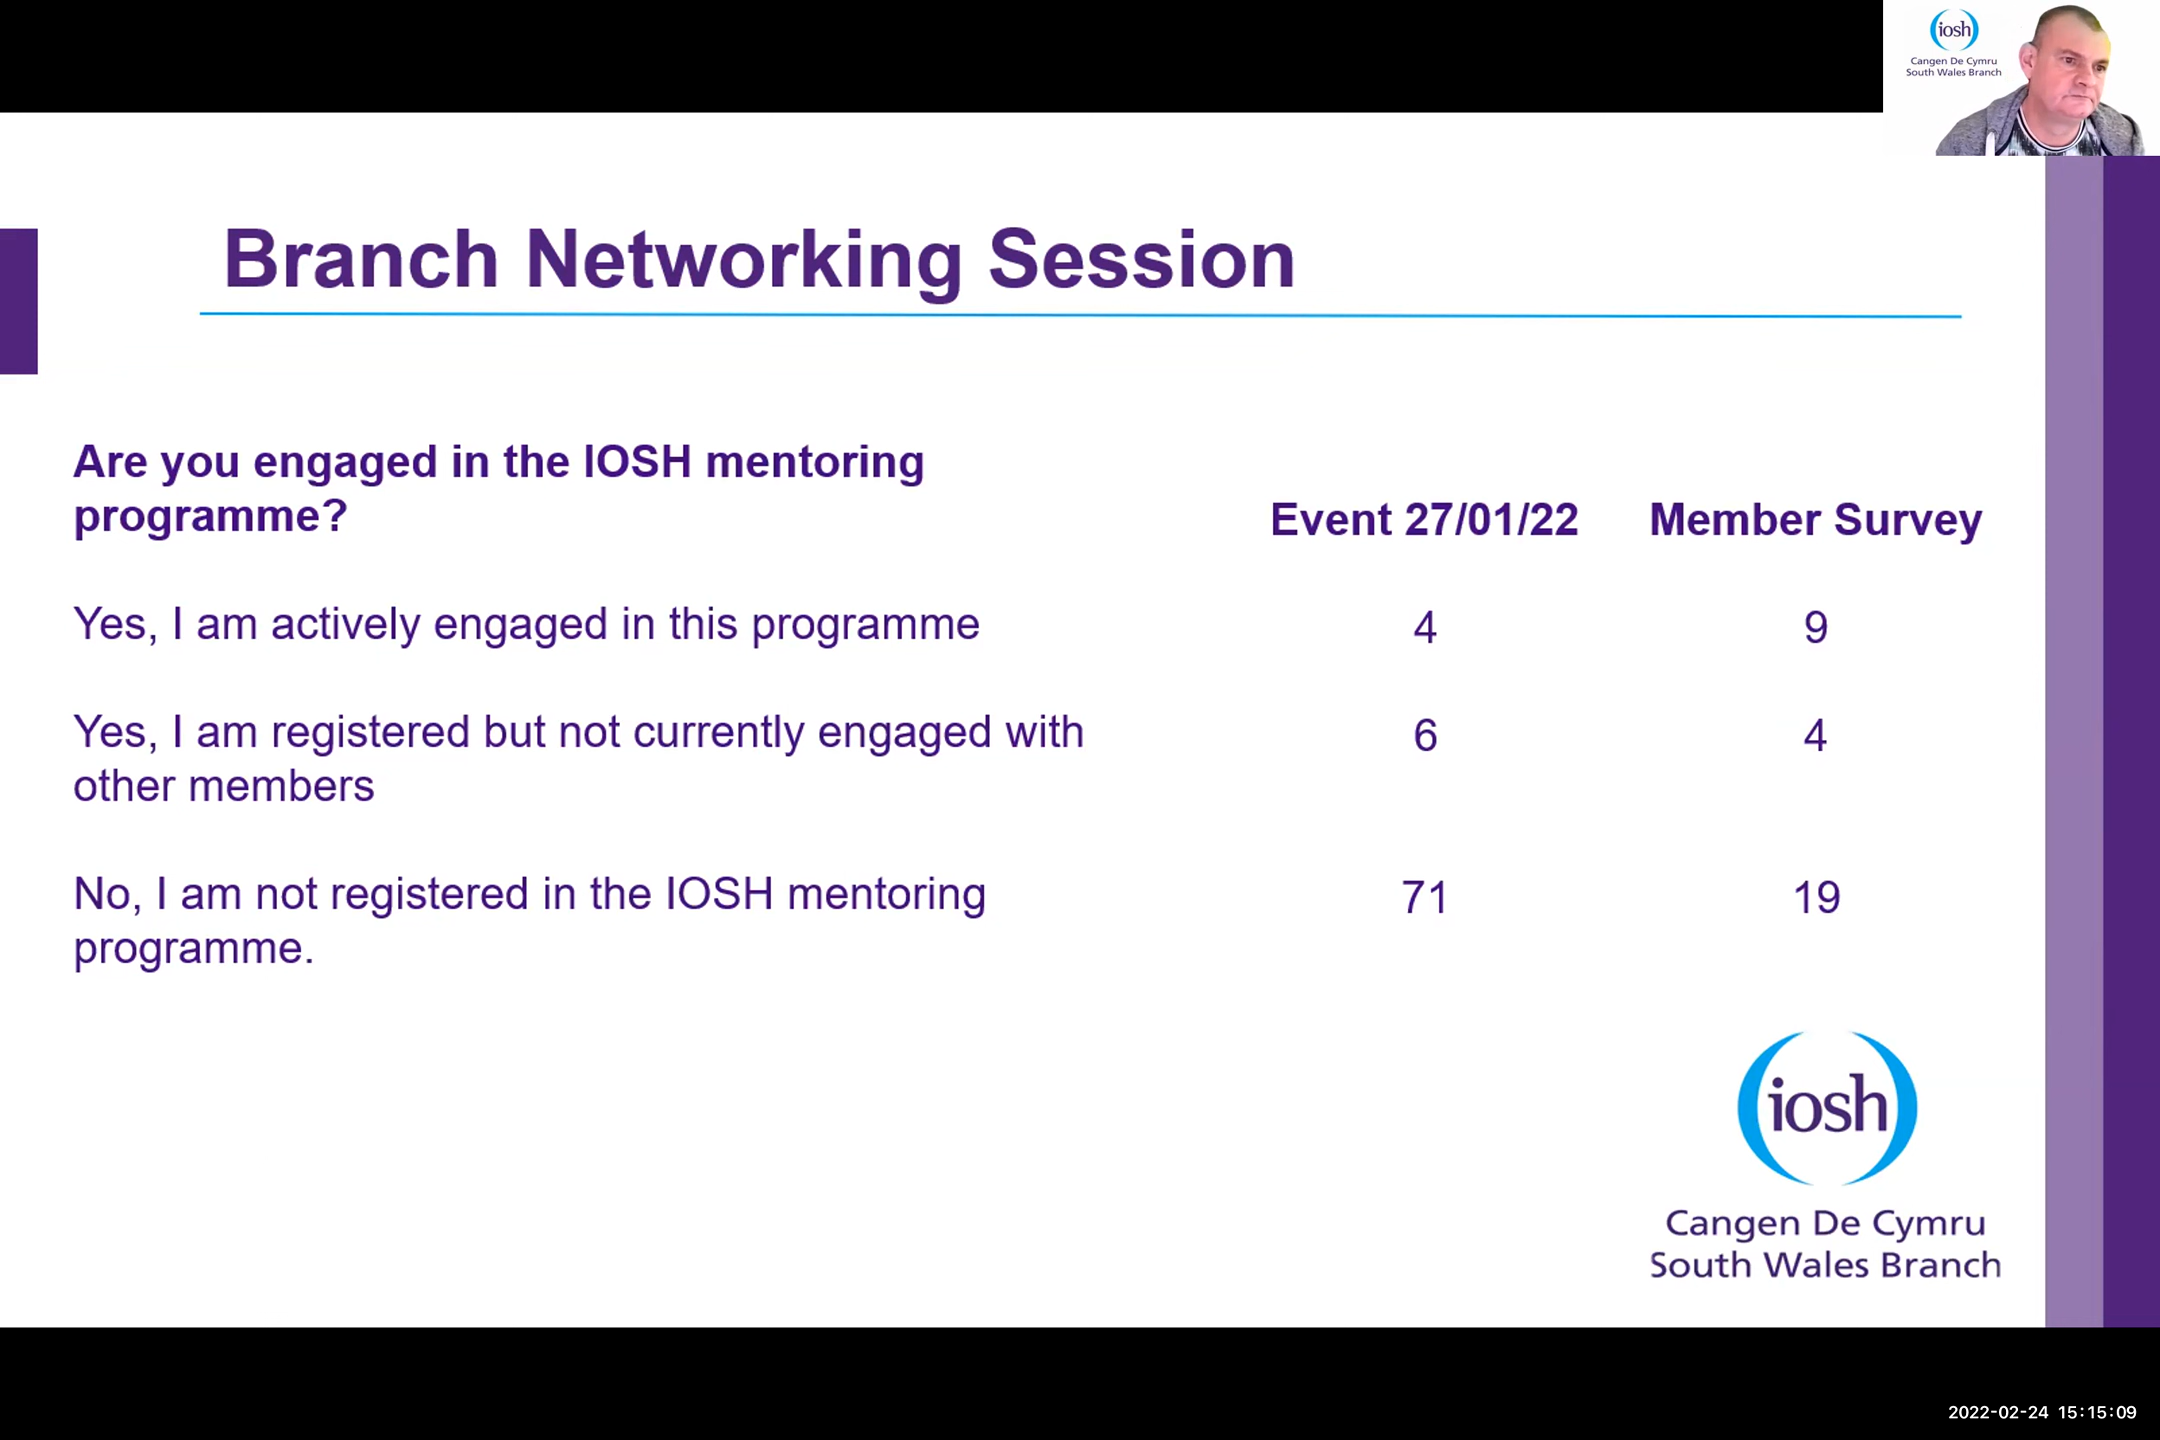 iosh
Cangen De Cymru
South Wales Branch
Branch Networking Session
Are you engaged in the IOSH mentoring
programme?
Event 27/01/22 Member Survey
Yes, I am actively engaged in this programme 4 9
Yes, I am registered but not currently engaged with 6 4
other members
No, I am not registered in the IOSH mentoring 71 19
programme.
iosh
Cangen De Cymru
South Wales Branch
2022-02-24 15:15:09